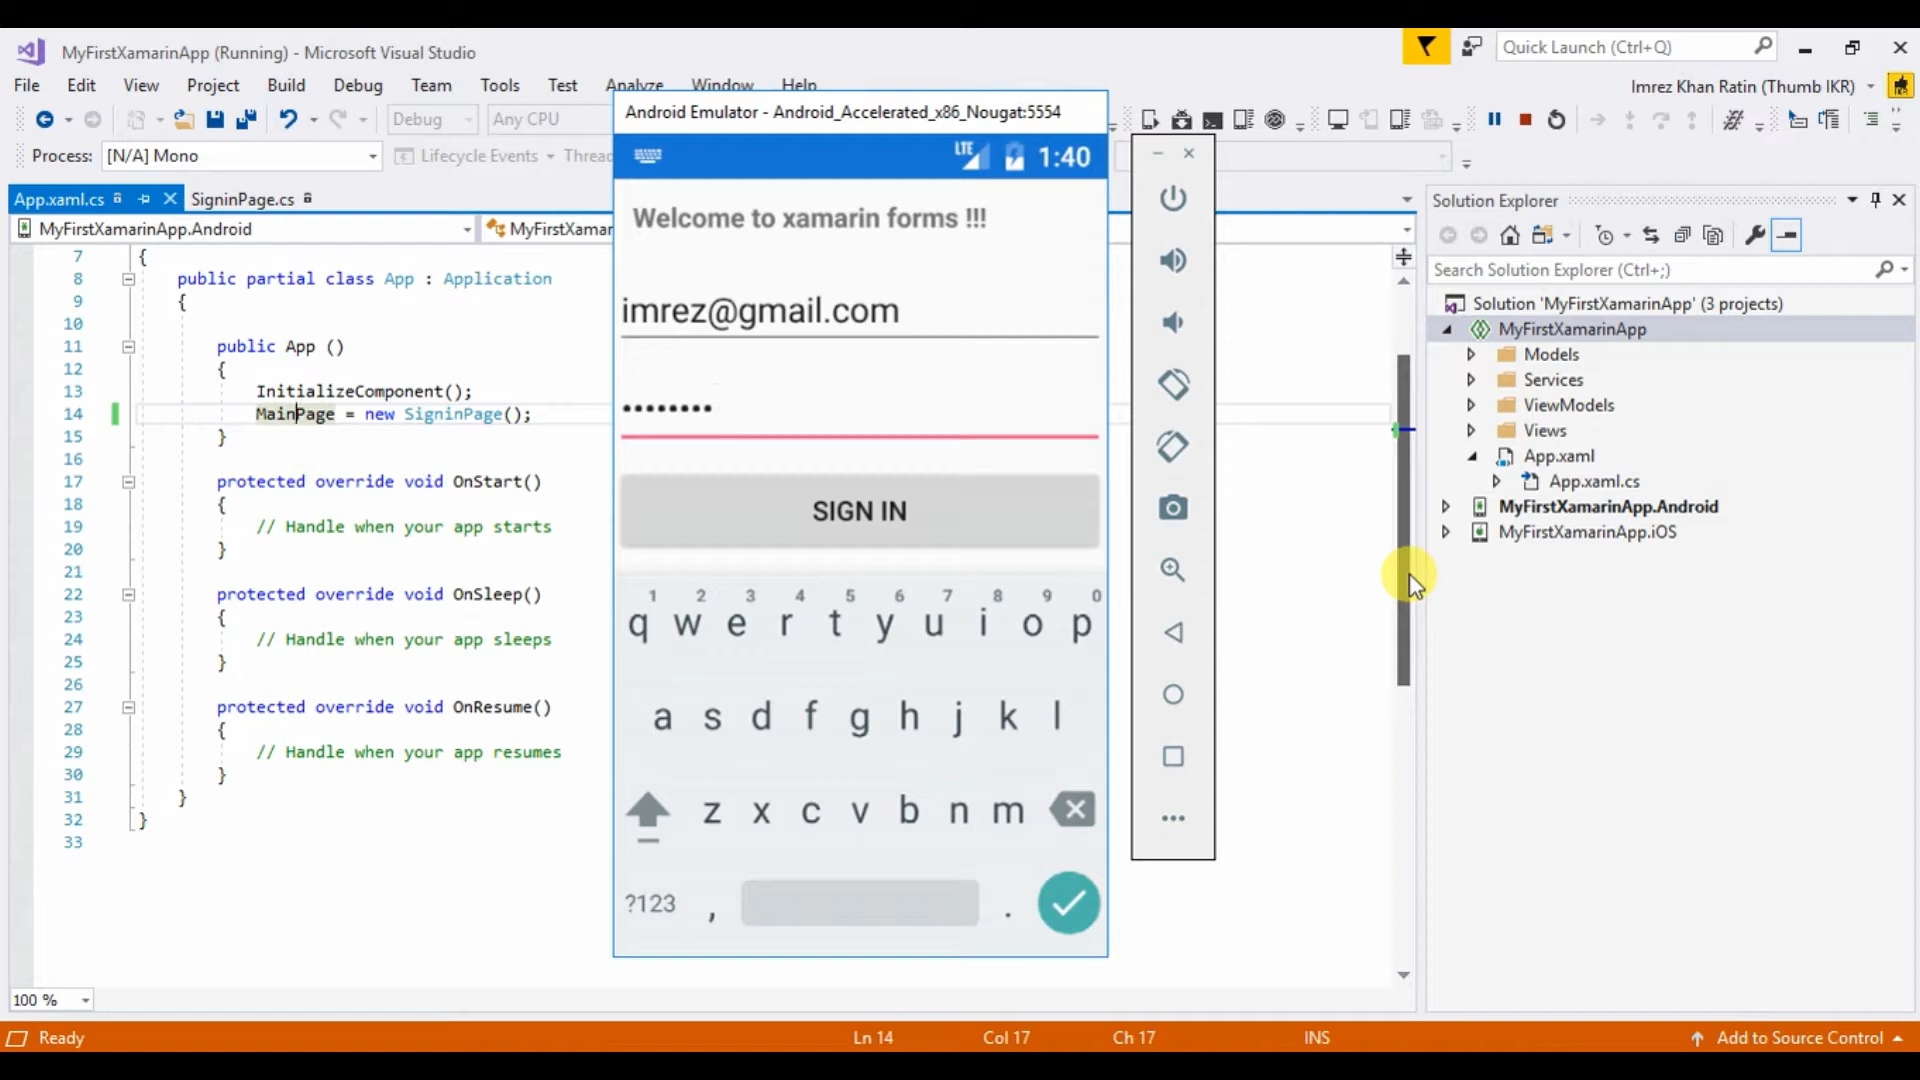 MyFirstXamarinApp (Running) - Microsoft Visual Studio
Quick Launch (Ctrl+Q)
File Edit View Project Build Debug Team Tools Test Analyze Window Help
Imrez Khan Ratin (Thumb IKR)
Debug Any CPU
Process: [N/A] Mono Lifecycle Events
App.xaml.cs SigninPage.cs
MyFirstXamarinApp.Android
7 {
8 public partial class App : Application
9 {
10
11 public App ()
12 {
13 InitializeComponent();
14 MainPage = new SigninPage();
15 }
16
17 protected override void OnStart()
18 {
19 // Handle when your app starts
20 }
21
22 protected override void OnSleep()
23 {
24 // Handle when your app sleeps
25 }
26
27 protected override void OnResume()
28 {
29 // Handle when your app resumes
30 }
31 }
32 }
33
100 %
Android Emulator - Android_Accelerated_x86_Nougat:5554
LTE 1:40
Welcome to xamarin forms !!!
imrez@gmail.com
••••••••
SIGN IN
1 2 3 4 5 6 7 8 9 0
q w e r t y u i o p
a s d f g h j k l
z x c v b n m
?123 , .
Solution Explorer
Search Solution Explorer (Ctrl+;)
Solution 'MyFirstXamarinApp' (3 projects)
MyFirstXamarinApp
Models
Services
ViewModels
Views
App.xaml
App.xaml.cs
MyFirstXamarinApp.Android
MyFirstXamarinApp.iOS
Ready Ln 14 Col 17 Ch 17 INS Add to Source Control